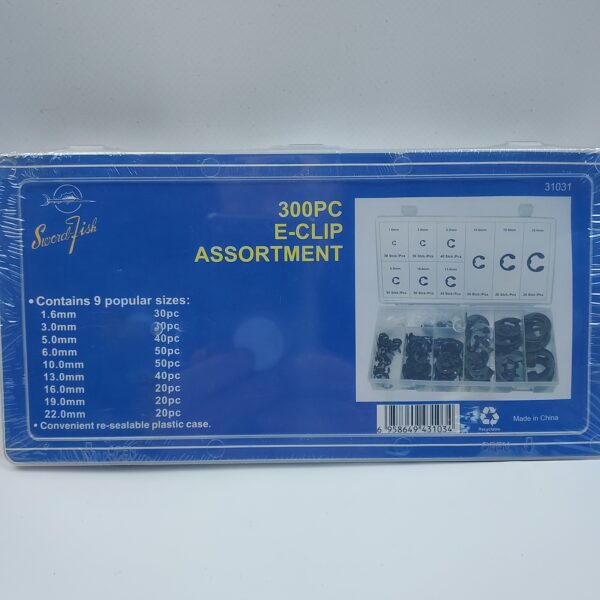 31031
Swordfish
300PC
E-CLIP
ASSORTMENT
• Contains 9 popular sizes:
1.6mm 30pc
3.0mm 30pc
5.0mm 40pc
6.0mm 50pc
10.0mm 50pc
13.0mm 40pc
16.0mm 20pc
19.0mm 20pc
22.0mm 20pc
• Convenient re-sealable plastic case.
6 958649 431034
Recyclable
Made in China